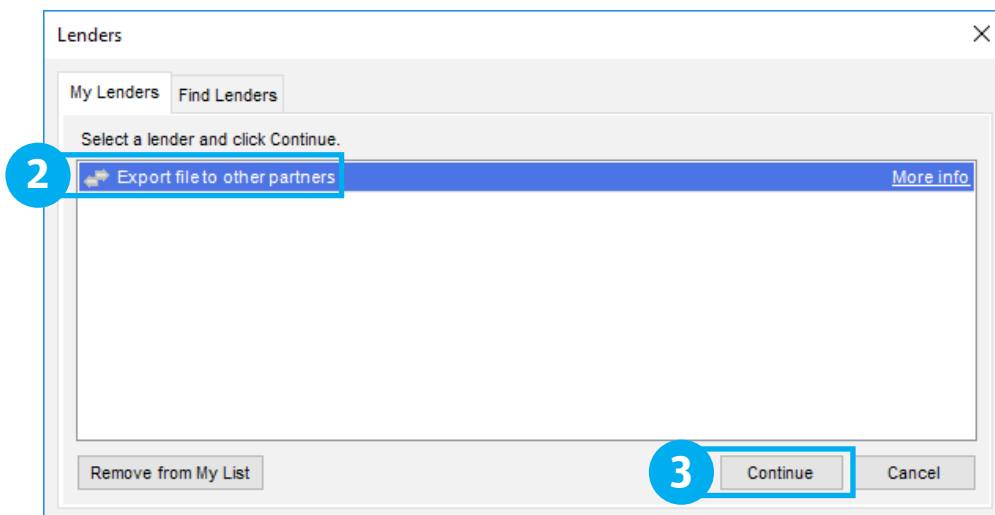 Lenders
My Lenders Find Lenders
Select a lender and click Continue.
2 Export file to other partners More info
Remove from My List 3 Continue Cancel